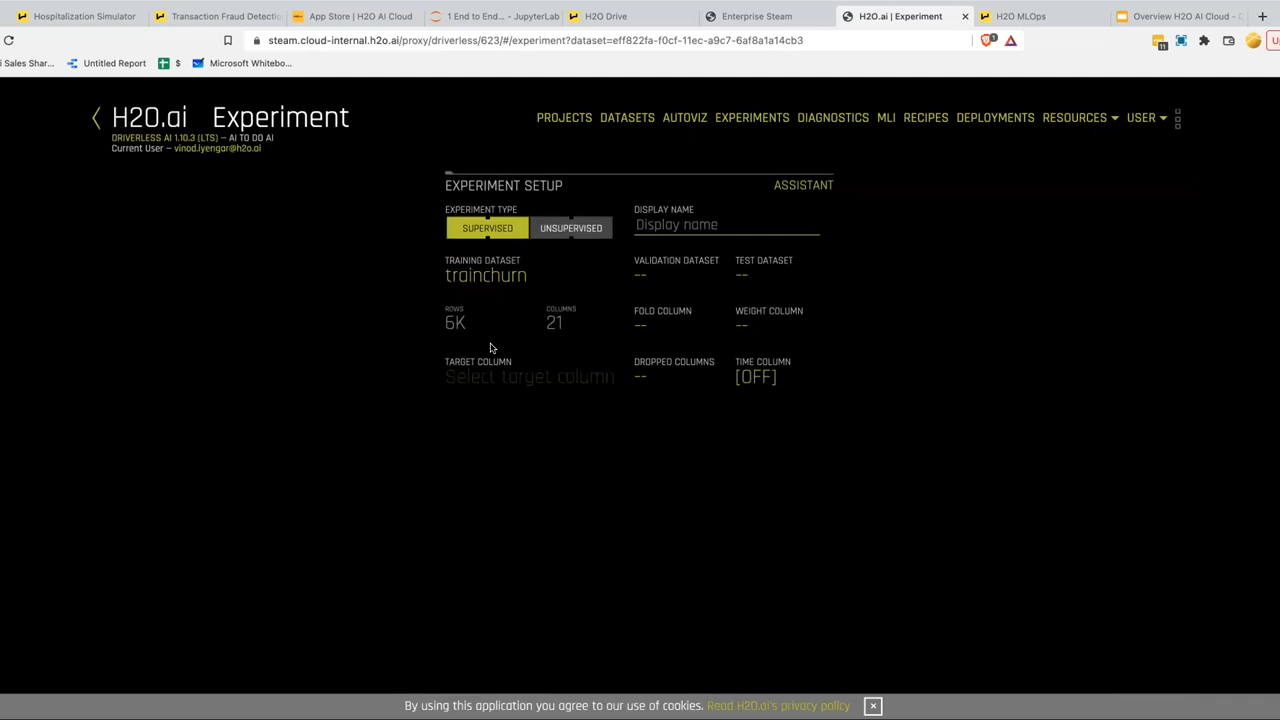 Hospitalization Simulator
Transaction Fraud Detectio
App Store | H2O AI Cloud
1 End to End... - JupyterLab
H2O Drive
Enterprise Steam
H2O.ai | Experiment
H2O MLOps
Overview H2O AI Cloud - 
steam.cloud-internal.h2o.ai/proxy/driverless/623/#/experiment?dataset=eff822fa-f0cf-11ec-a9c7-6af8a1a14cb3
1
11
i Sales Shar...
Untitled Report
$
Microsoft Whitebo...
H2O.ai Experiment
DRIVERLESS AI 1.10.3 (LTS) — AI TO DO AI
Current User — vinod.iyengar@h2o.ai
PROJECTS DATASETS AUTOVIZ EXPERIMENTS DIAGNOSTICS MLI RECIPES DEPLOYMENTS RESOURCES USER
EXPERIMENT SETUP
ASSISTANT
EXPERIMENT TYPE
DISPLAY NAME
SUPERVISED UNSUPERVISED
Display name
TRAINING DATASET
VALIDATION DATASET
TEST DATASET
trainchurn
--
--
ROWS
COLUMNS
FOLD COLUMN
WEIGHT COLUMN
6K
21
--
--
TARGET COLUMN
DROPPED COLUMNS
TIME COLUMN
Select target column
--
[OFF]
By using this application you agree to our use of cookies. Read H2O.ai's privacy policy